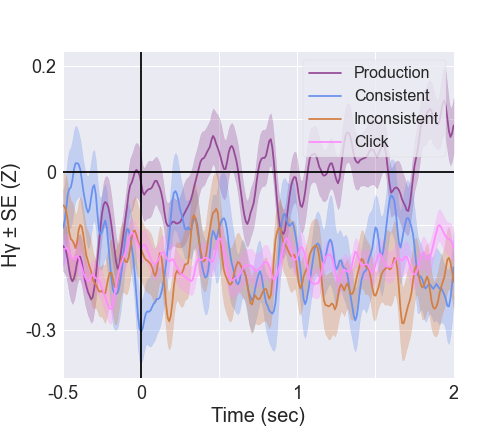 0.2
0
-0.3
Hγ ± SE (Z)
Production
Consistent
Inconsistent
Click
-0.5
0
1
2
Time (sec)